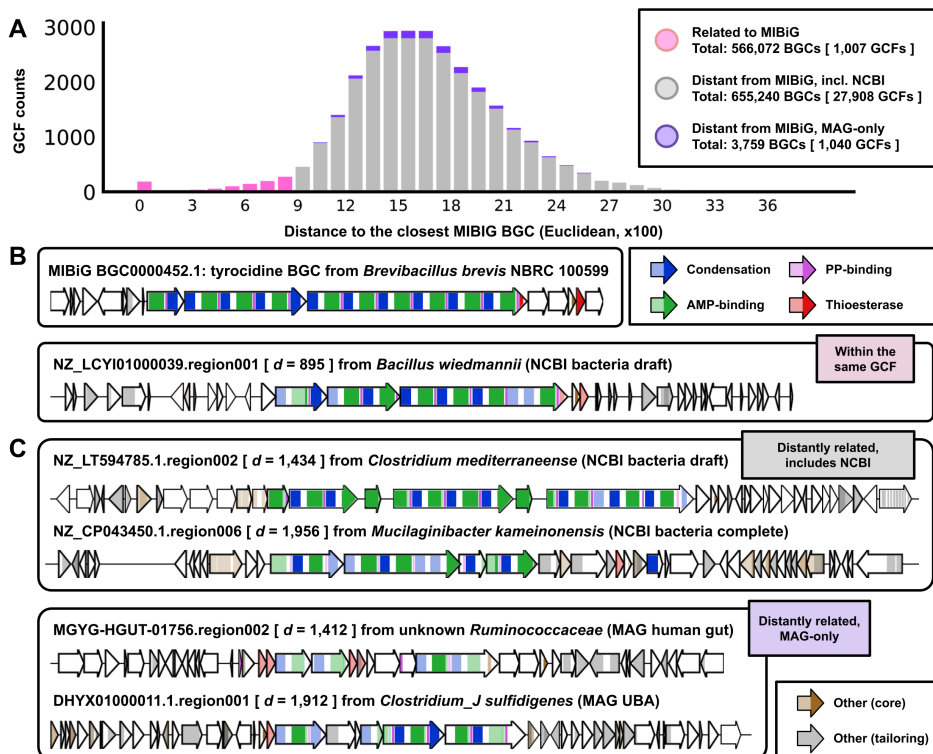 A
3000
2000
1000
0
GCF counts
0 3 6 9 12 15 18 21 24 27 30 33 36
Distance to the closest MIBIG BGC (Euclidean, x100)
Related to MIBiG
Total: 566,072 BGCs [ 1,007 GCFs ]
Distant from MIBiG, incl. NCBI
Total: 655,240 BGCs [ 27,908 GCFs ]
Distant from MIBiG, MAG-only
Total: 3,759 BGCs [ 1,040 GCFs ]
B
MIBiG BGC0000452.1: tyrocidine BGC from Brevibacillus brevis NBRC 100599
Condensation
PP-binding
AMP-binding
Thioesterase
Within the
same GCF
NZ_LCYI01000039.region001 [ d = 895 ] from Bacillus wiedmannii (NCBI bacteria draft)
C
Distantly related,
includes NCBI
NZ_LT594785.1.region002 [ d = 1,434 ] from Clostridium mediterraneense (NCBI bacteria draft)
NZ_CP043450.1.region006 [ d = 1,956 ] from Mucilaginibacter kameinonensis (NCBI bacteria complete)
Distantly related,
MAG-only
MGYG-HGUT-01756.region002 [ d = 1,412 ] from unknown Ruminococcaceae (MAG human gut)
DHYX01000011.1.region001 [ d = 1,912 ] from Clostridium_J sulfidigenes (MAG UBA)
Other (core)
Other (tailoring)